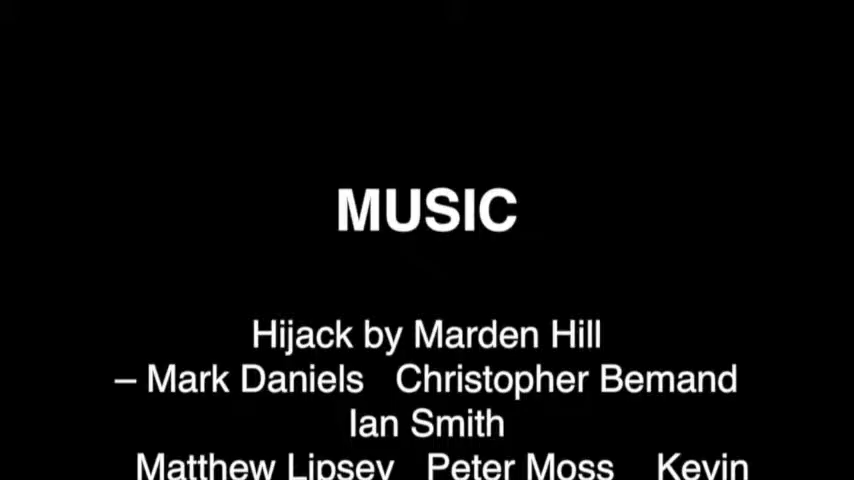 MUSIC
Hijack by Marden Hill
– Mark Daniels Christopher Bemand
Ian Smith
Matthew Lipsey Peter Moss Kevin